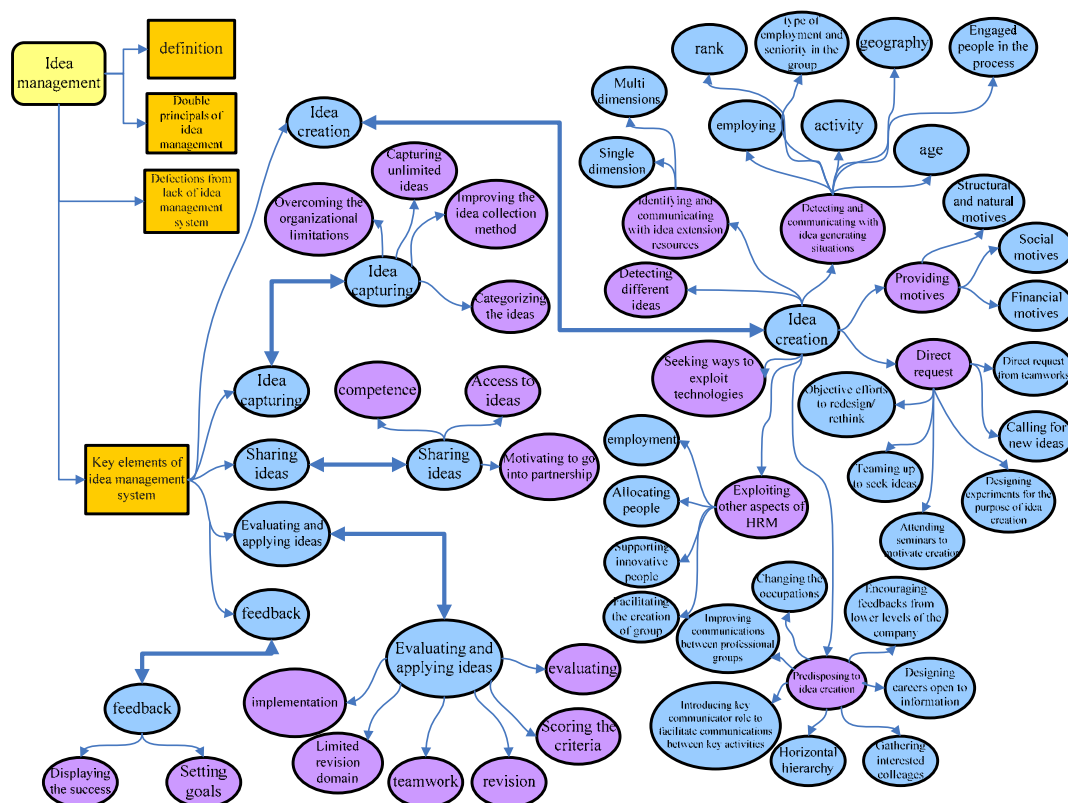 Idea
management
definition
Double
principals of idea
management
Defections from
lack of idea
management
system
Key elements of
idea management
system
Idea
creation
Overcoming the
organizational
limitations
Capturing
unlimited
ideas
Improving the
idea collection
method
Idea
capturing
Categorizing
the ideas
Idea
capturing
Sharing
ideas
competence
Access to
ideas
Sharing
ideas
Motivating to go
into partnership
Evaluating and
applying ideas
feedback
feedback
Displaying
the success
Setting
goals
Evaluating and
applying ideas
implementation
Limited
revision
domain
teamwork
revision
Scoring the
criteria
evaluating
Multi
dimensions
Single
dimension
Identifying and
communicating
with idea extension
resources
rank
type of
employment and
seniority in the
group
geography
Engaged
people in the
process
employing
activity
age
Detecting and
communicating with
idea generating
situations
Structural
and natural
motives
Social
motives
Financial
motives
Providing
motives
Detecting
different
ideas
Idea
creation
Seeking ways to
exploit
technologies
Direct
request
Direct request
from teamworks
Objective efforts
to redesign/
rethink
Calling for
new ideas
Teaming up
to seek ideas
Designing
experiments for the
purpose of idea
creation
Attending
seminars to
motivate creation
employment
Allocating
people
Supporting
innovative
people
Facilitating
the creation
of group
Exploiting
other aspects of
HRM
Changing the
occupations
Encouraging
feedbacks from
lower levels of the
company
Improving
communications
between professional
groups
Predisposing to
idea creation
Designing
careers open to
information
Introducing key
communicator role to
facilitate communications
between key activities
Horizontal
hierarchy
Gathering
interested
colleages